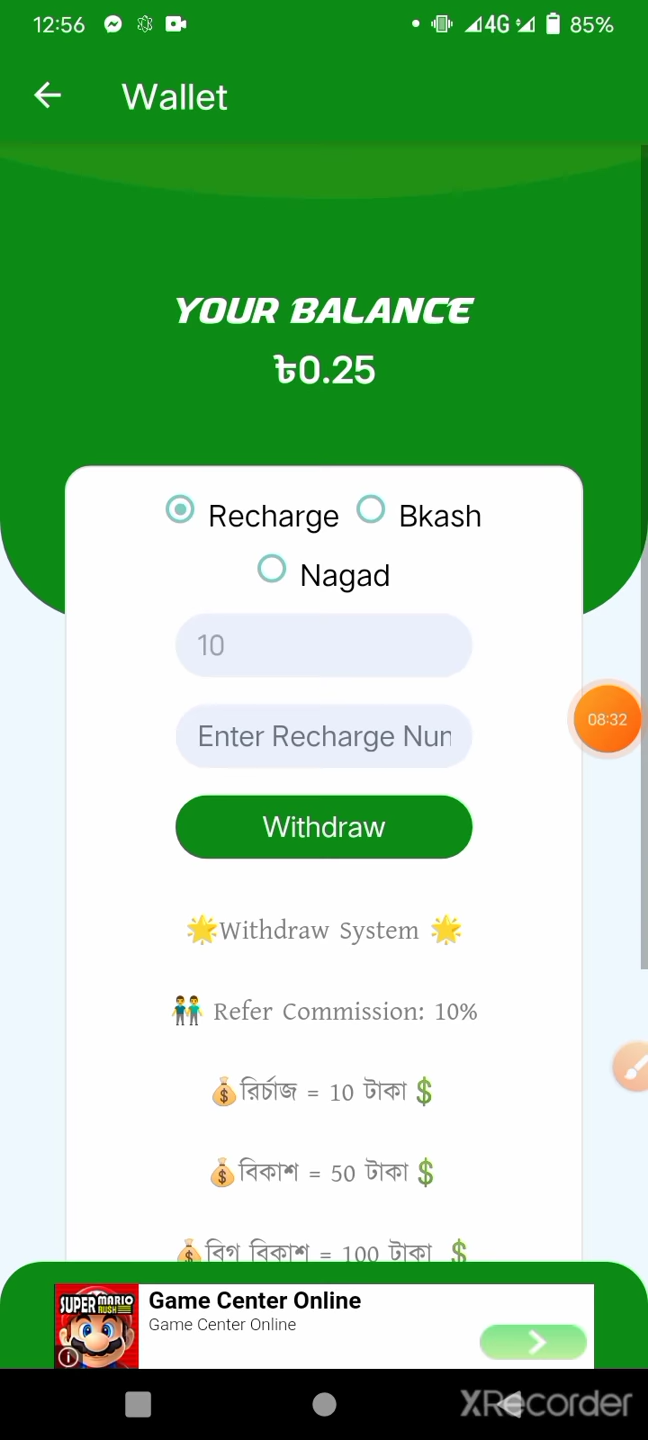 12:56 4G 85%
Wallet
YOUR BALANCE
৳0.25
Recharge Bkash
Nagad
10
Enter Recharge Nun
08:32
Withdraw
🌟Withdraw System 🌟
👬 Refer Commission: 10%
💰রির্চাজ = 10 টাকা💲
💰বিকাশ = 50 টাকা💲
💰বিগ বিকাশ = 100 টাকা 💲
SUPER MARIO RUSH
Game Center Online
Game Center Online
XRecorder